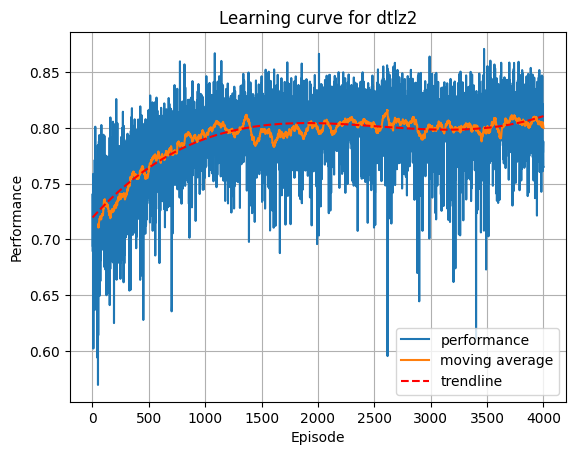 Learning curve for dtlz2
Performance
0.85
0.80
0.75
0.70
0.65
0.60
performance
moving average
trendline
0 500 1000 1500 2000 2500 3000 3500 4000
Episode